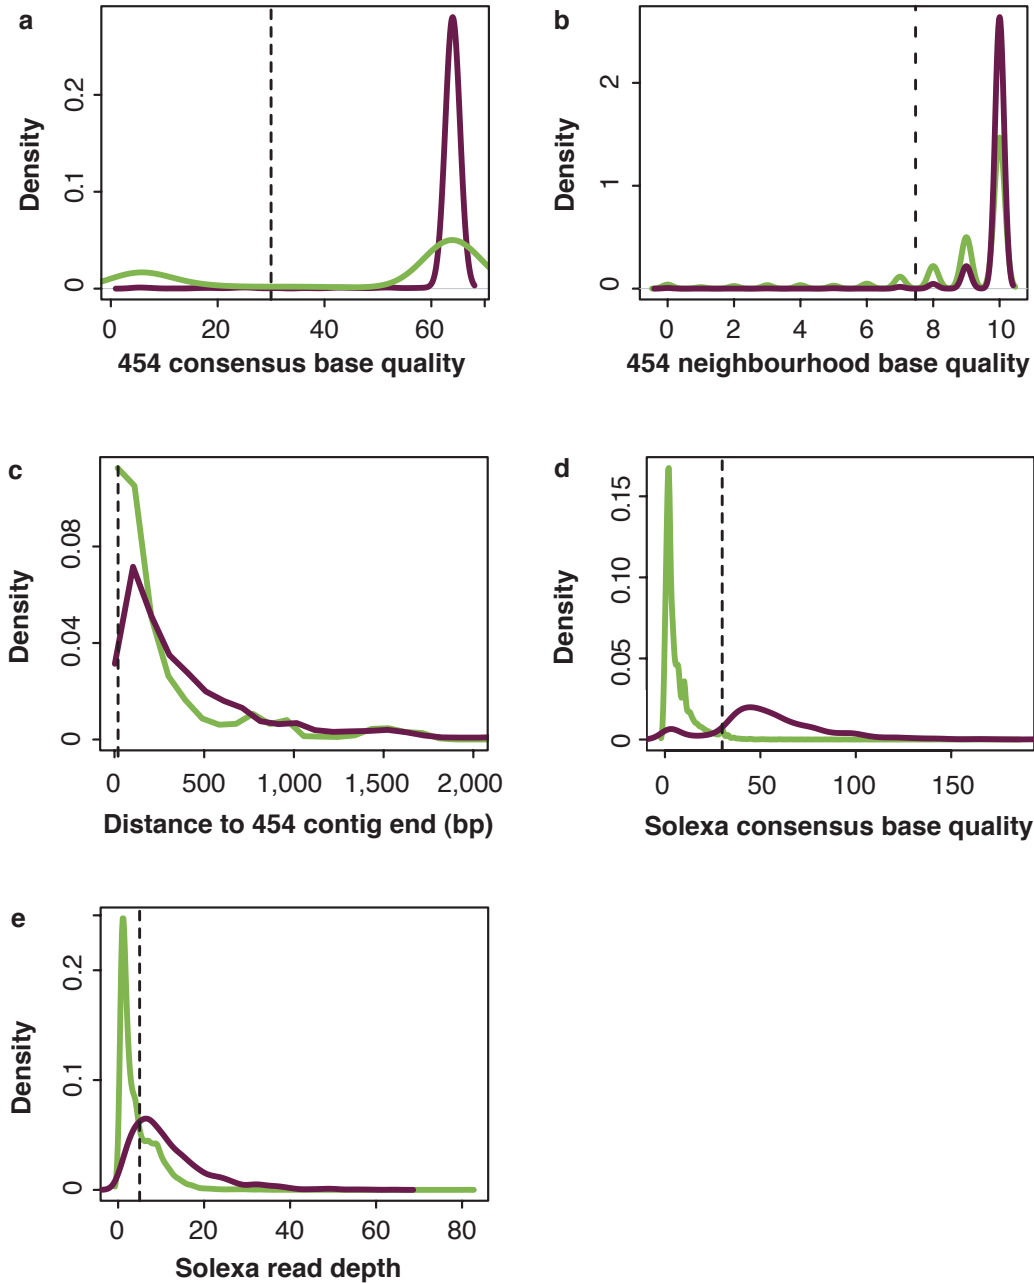 a
Density
0 0.1 0.2
0 20 40 60
454 consensus base quality
b
Density
0 1 2
0 2 4 6 8 10
454 neighbourhood base quality
c
Density
0 0.04 0.08
0 500 1,000 1,500 2,000
Distance to 454 contig end (bp)
d
Density
0 0.05 0.10 0.15
0 50 100 150
Solexa consensus base quality
e
Density
0 0.1 0.2
0 20 40 60 80
Solexa read depth